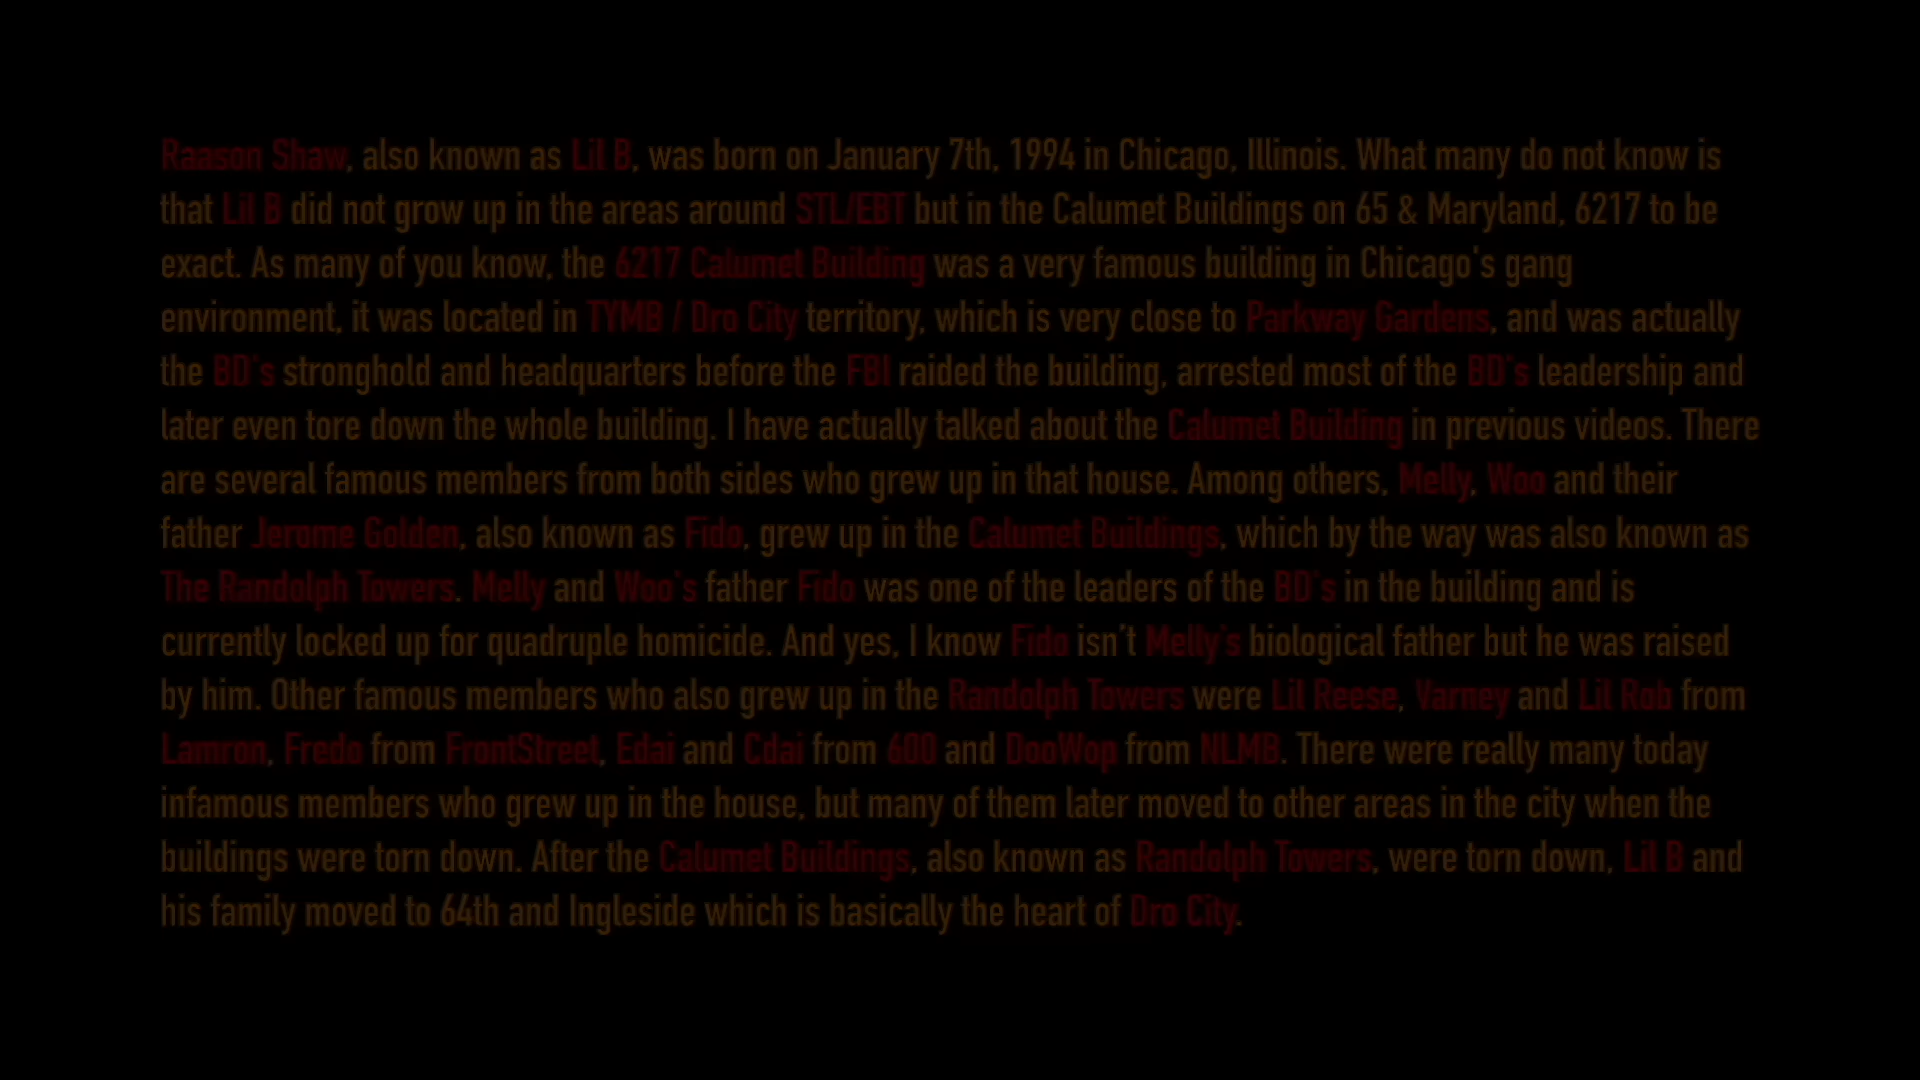 Raason Shaw, also known as Lil B, was born on January 7th, 1994 in Chicago, Illinois. What many do not know is
that Lil B did not grow up in the areas around STL/EBT but in the Calumet Buildings on 65 & Maryland, 6217 to be
exact. As many of you know, the 6217 Calumet Building was a very famous building in Chicago's gang
environment, it was located in TYMB / Dro City territory, which is very close to Parkway Gardens, and was actually
the BD's stronghold and headquarters before the FBI raided the building, arrested most of the BD's leadership and
later even tore down the whole building. I have actually talked about the Calumet Building in previous videos. There
are several famous members from both sides who grew up in that house. Among others, Melly, Woo and their
father Jerome Golden, also known as Fido, grew up in the Calumet Buildings, which by the way was also known as
The Randolph Towers. Melly and Woo's father Fido was one of the leaders of the BD's in the building and is
currently locked up for quadruple homicide. And yes, I know Fido isn't Melly's biological father but he was raised
by him. Other famous members who also grew up in the Randolph Towers were Lil Reese, Varney and Lil Rob from
Lamron, Fredo from FrontStreet, Edai and Cdai from 600 and DooWop from NLMB. There were really many today
infamous members who grew up in the house, but many of them later moved to other areas in the city when the
buildings were torn down. After the Calumet Buildings, also known as Randolph Towers, were torn down, Lil B and
his family moved to 64th and Ingleside which is basically the heart of Dro City.